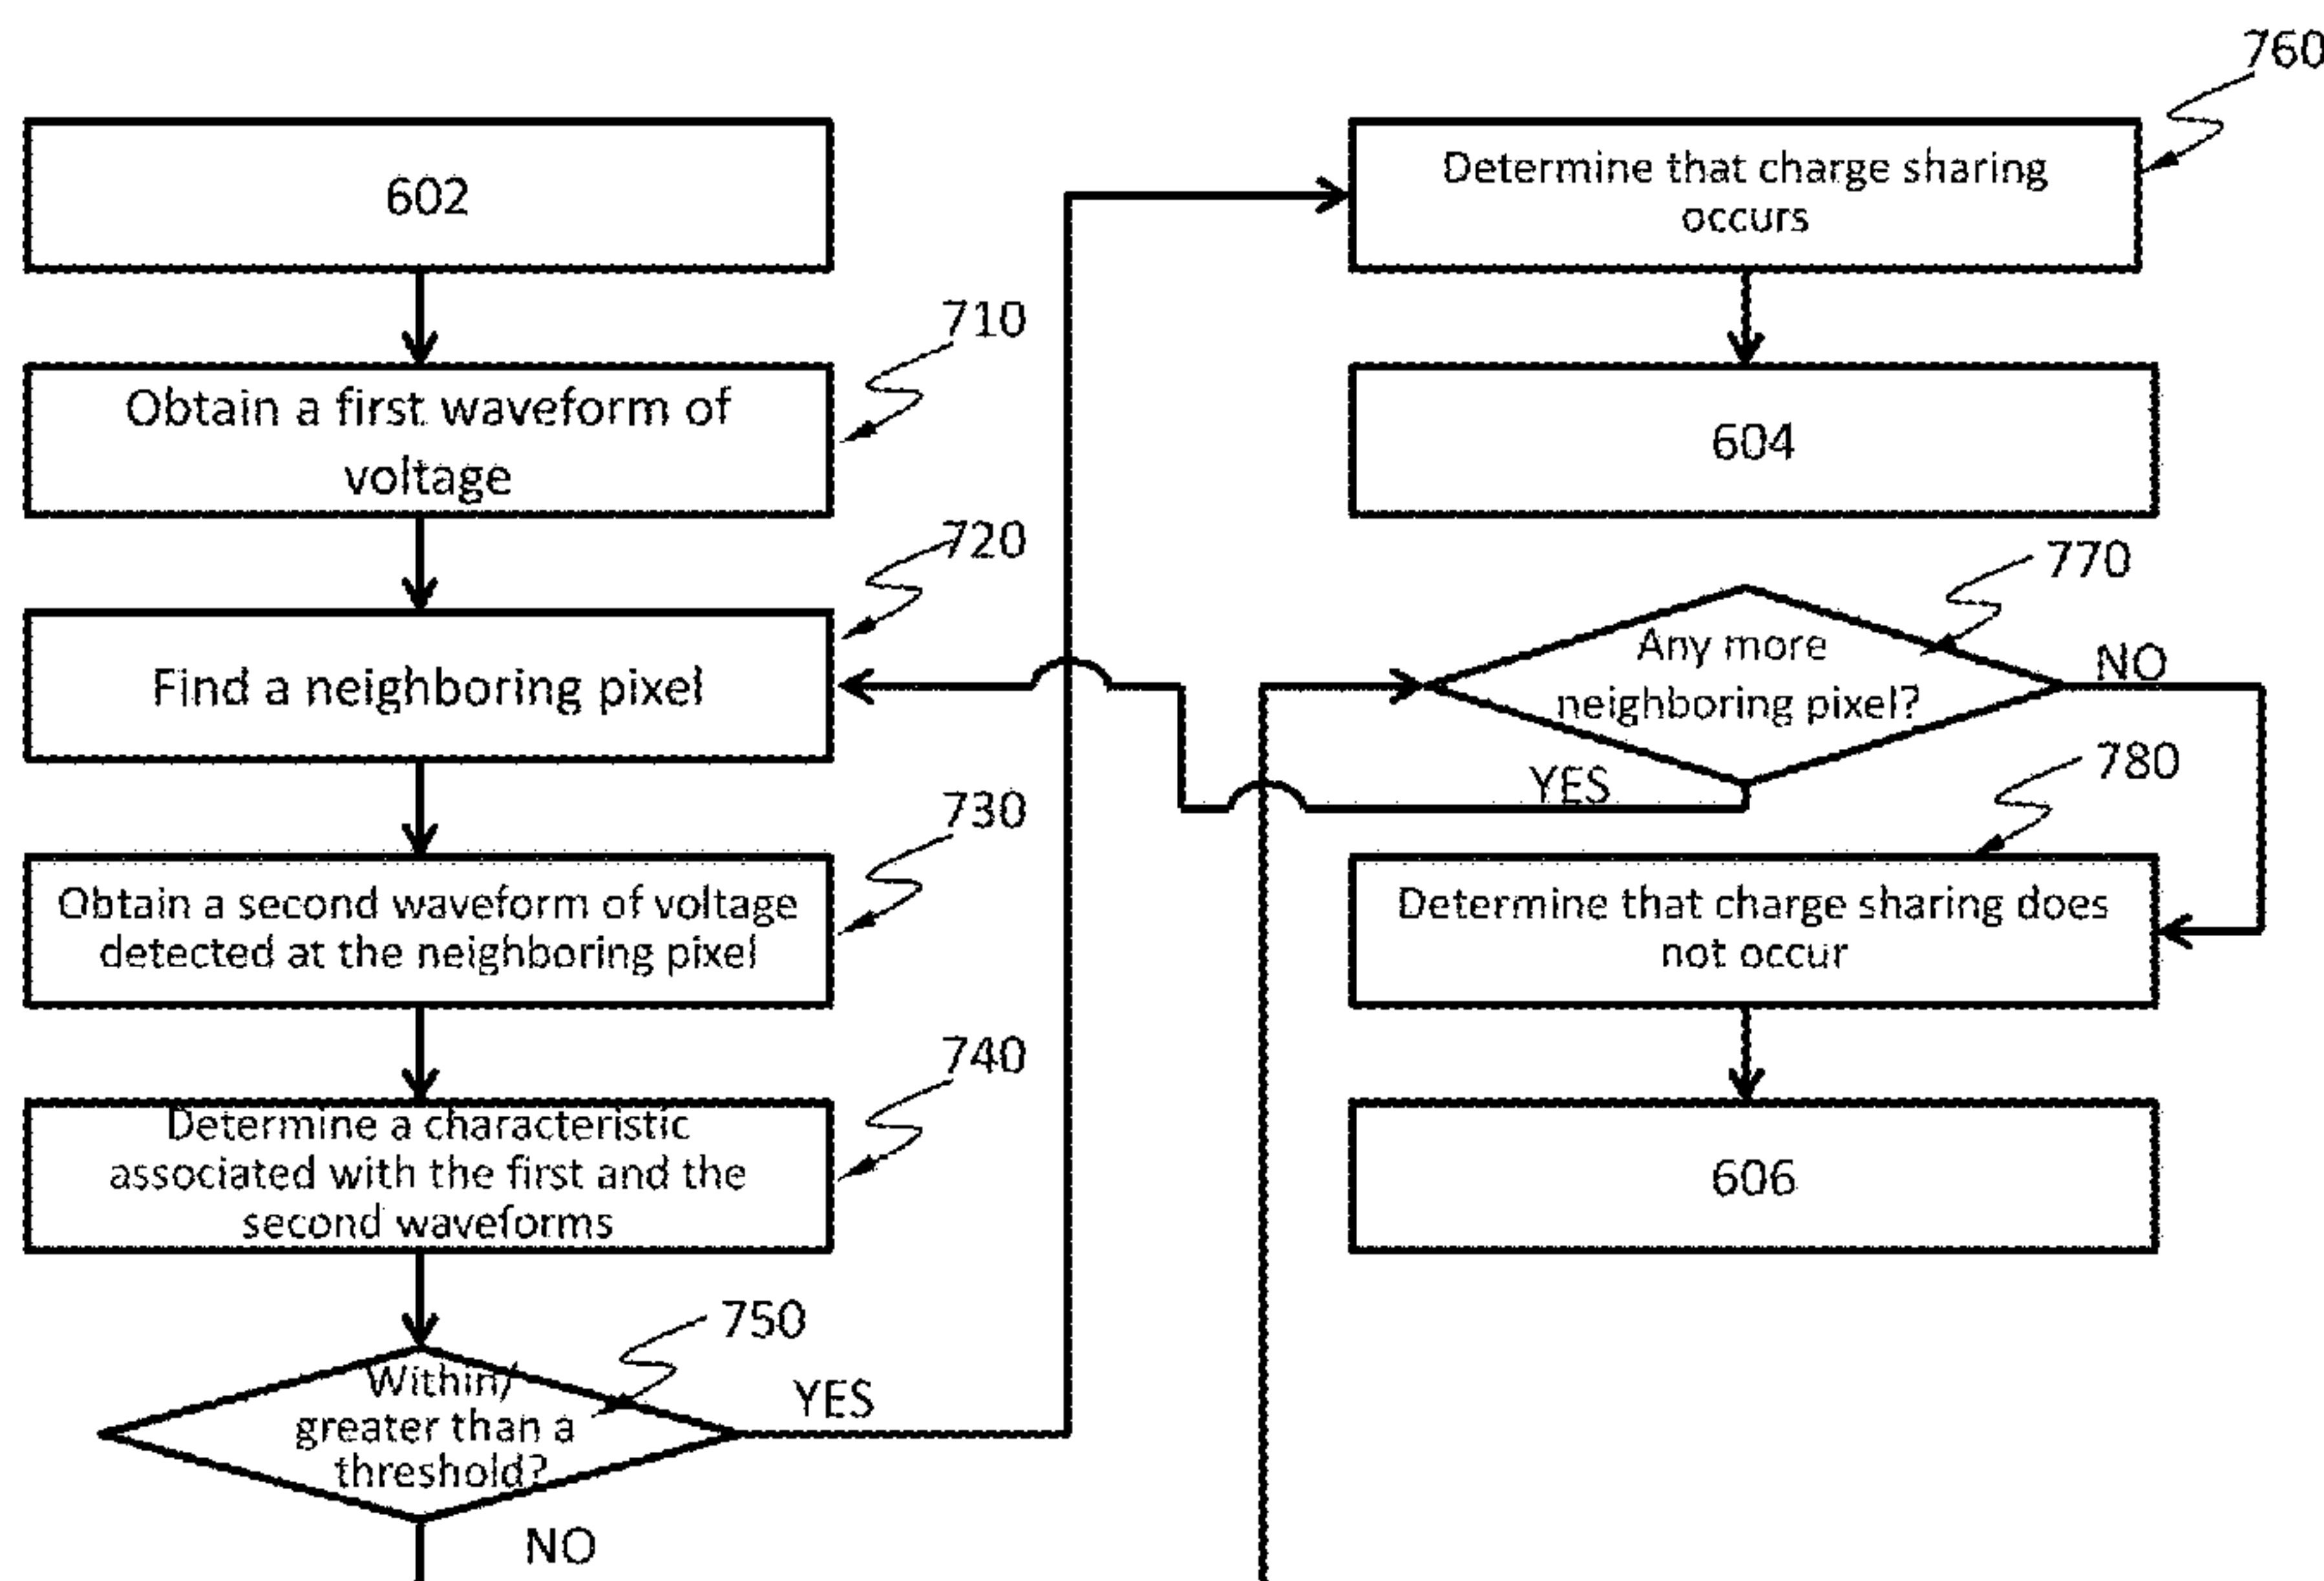 602
710
Obtain a first waveform of
voltage
720
Find a neighboring pixel
730
Obtain a second waveform of voltage
detected at the neighboring pixel
740
Determine a characteristic
associated with the first and the
second waveforms
750
Within/
greater than a
threshold?
YES
NO
760
Determine that charge sharing
occurs
604
770
Any more
neighboring pixel?
NO
YES
780
Determine that charge sharing does
not occur
606